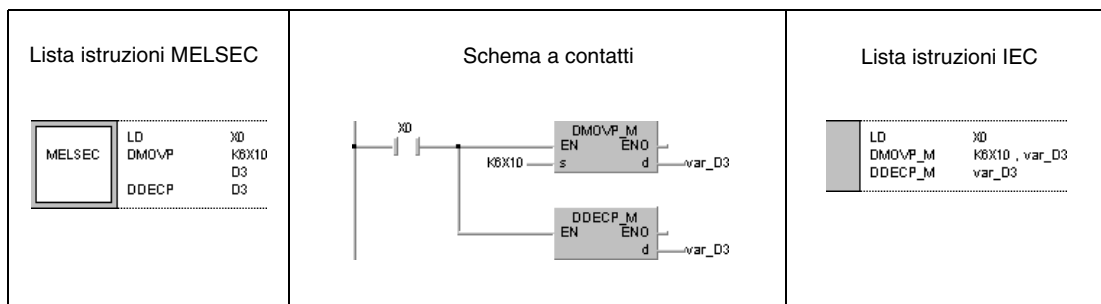 Lista istruzioni MELSEC
MELSEC
LD X0
DMOVP K6X10
D3
DDECP D3
Schema a contatti
X0
DMOVP_M
EN ENO
K6X10 s d var_D3
DDECP_M
EN ENO
d var_D3
Lista istruzioni IEC
LD X0
DMOVP_M K6X10 , var_D3
DDECP_M var_D3